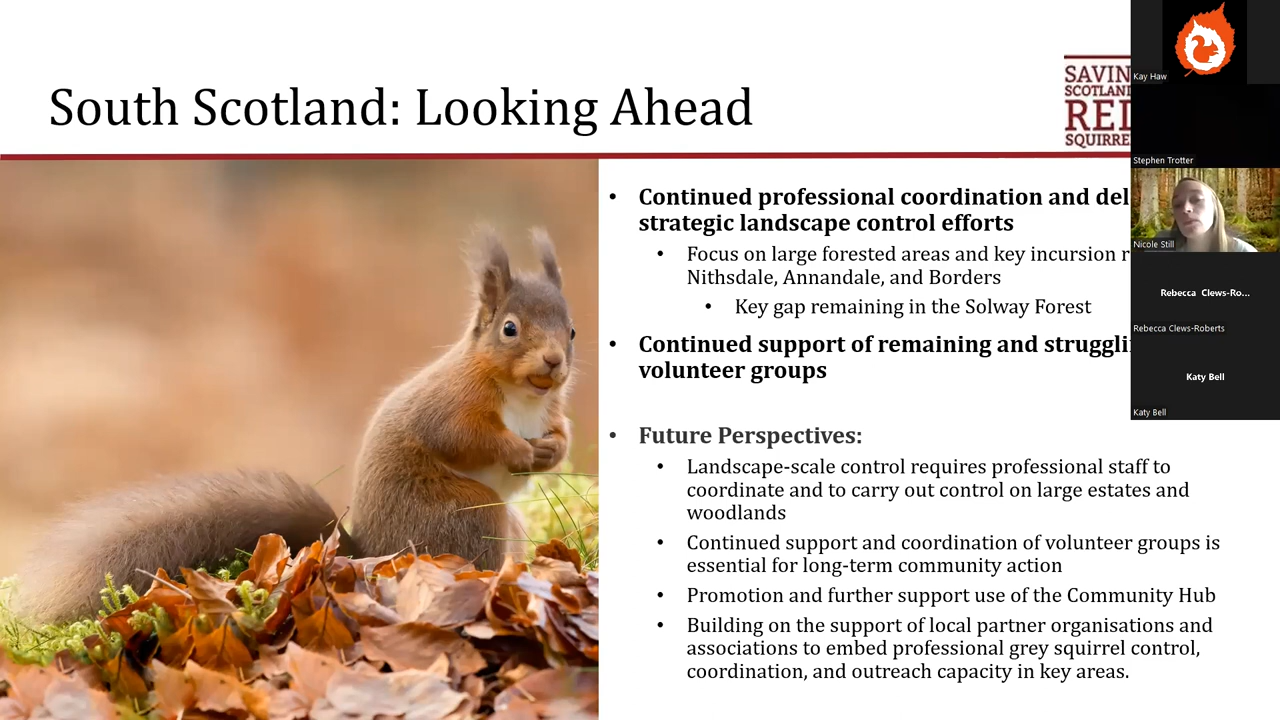 South Scotland: Looking Ahead
SCOTLAND
• Continued professional coordination and
strategic landscape control efforts
• Focus on large forested areas and key incursion
Nithsdale, Annandale, and Borders
• Key gap remaining in the Solway Forest
• Continued support of remaining and
volunteer groups
• Future Perspectives:
• Landscape-scale control requires professional staff to
coordinate and to carry out control on large estates and
woodlands
• Continued support and coordination of volunteer groups is
essential for long-term community action
• Promotion and further support use of the Community Hub
• Building on the support of local partner organisations and
associations to embed professional grey squirrel control,
coordination, and outreach capacity in key areas.
Kay Haw
Stephen Trotter
Nicole Still
Rebecca Clews-Ro...
Rebecca Clews-Roberts
Katy Bell
Katy Bell